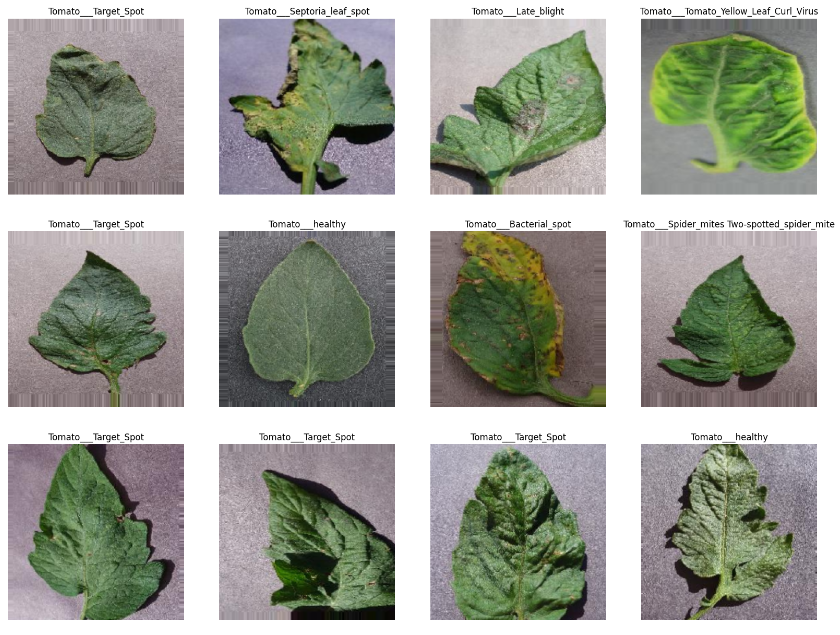 Tomato___Target_Spot
Tomato___Septoria_leaf_spot
Tomato___Late_blight
Tomato___Tomato_Yellow_Leaf_Curl_Virus
Tomato___Target_Spot
Tomato___healthy
Tomato___Bacterial_spot
Tomato___Spider_mites Two-spotted_spider_mite
Tomato___Target_Spot
Tomato___Target_Spot
Tomato___Target_Spot
Tomato___healthy